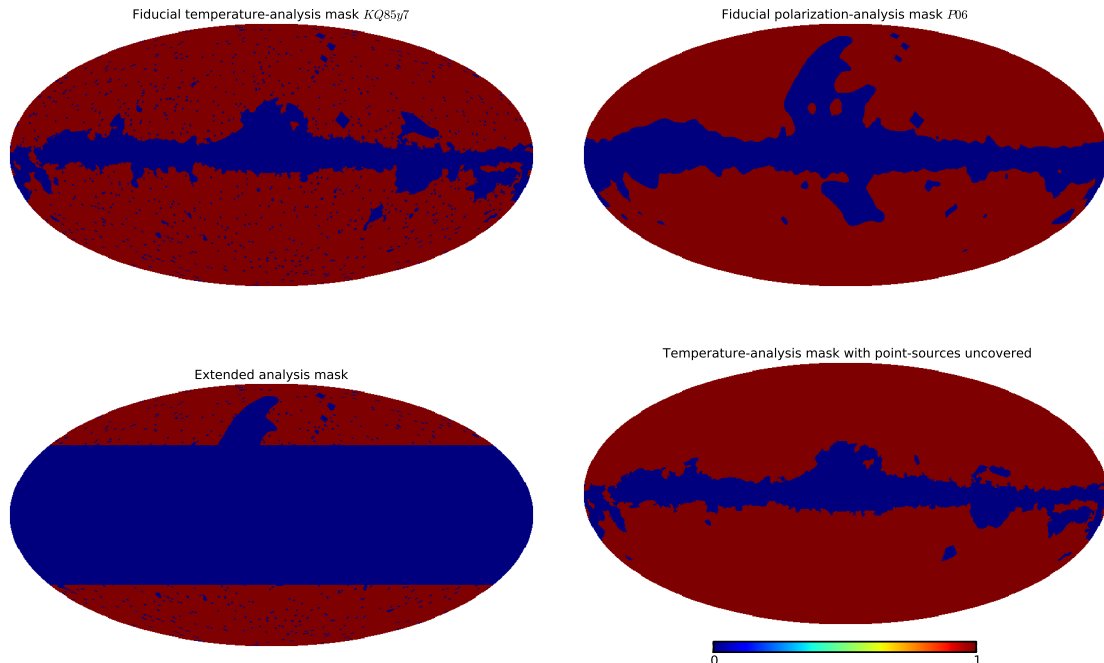 Fiducial temperature-analysis mask KQ85y7
Fiducial polarization-analysis mask P06
Extended analysis mask
Temperature-analysis mask with point-sources uncovered
0 1